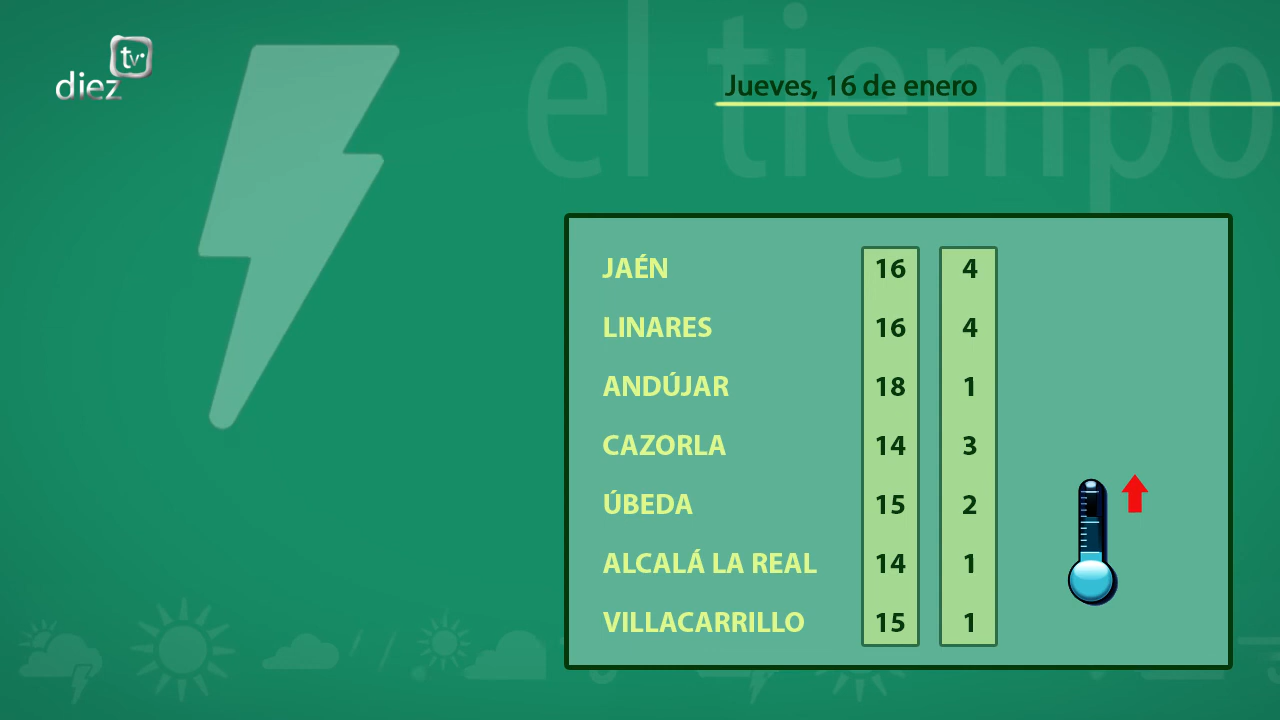 diez tv
el tiempo
Jueves, 16 de enero
JAÉN 16 4
LINARES 16 4
ANDÚJAR 18 1
CAZORLA 14 3
ÚBEDA 15 2
ALCALÁ LA REAL 14 1
VILLACARRILLO 15 1